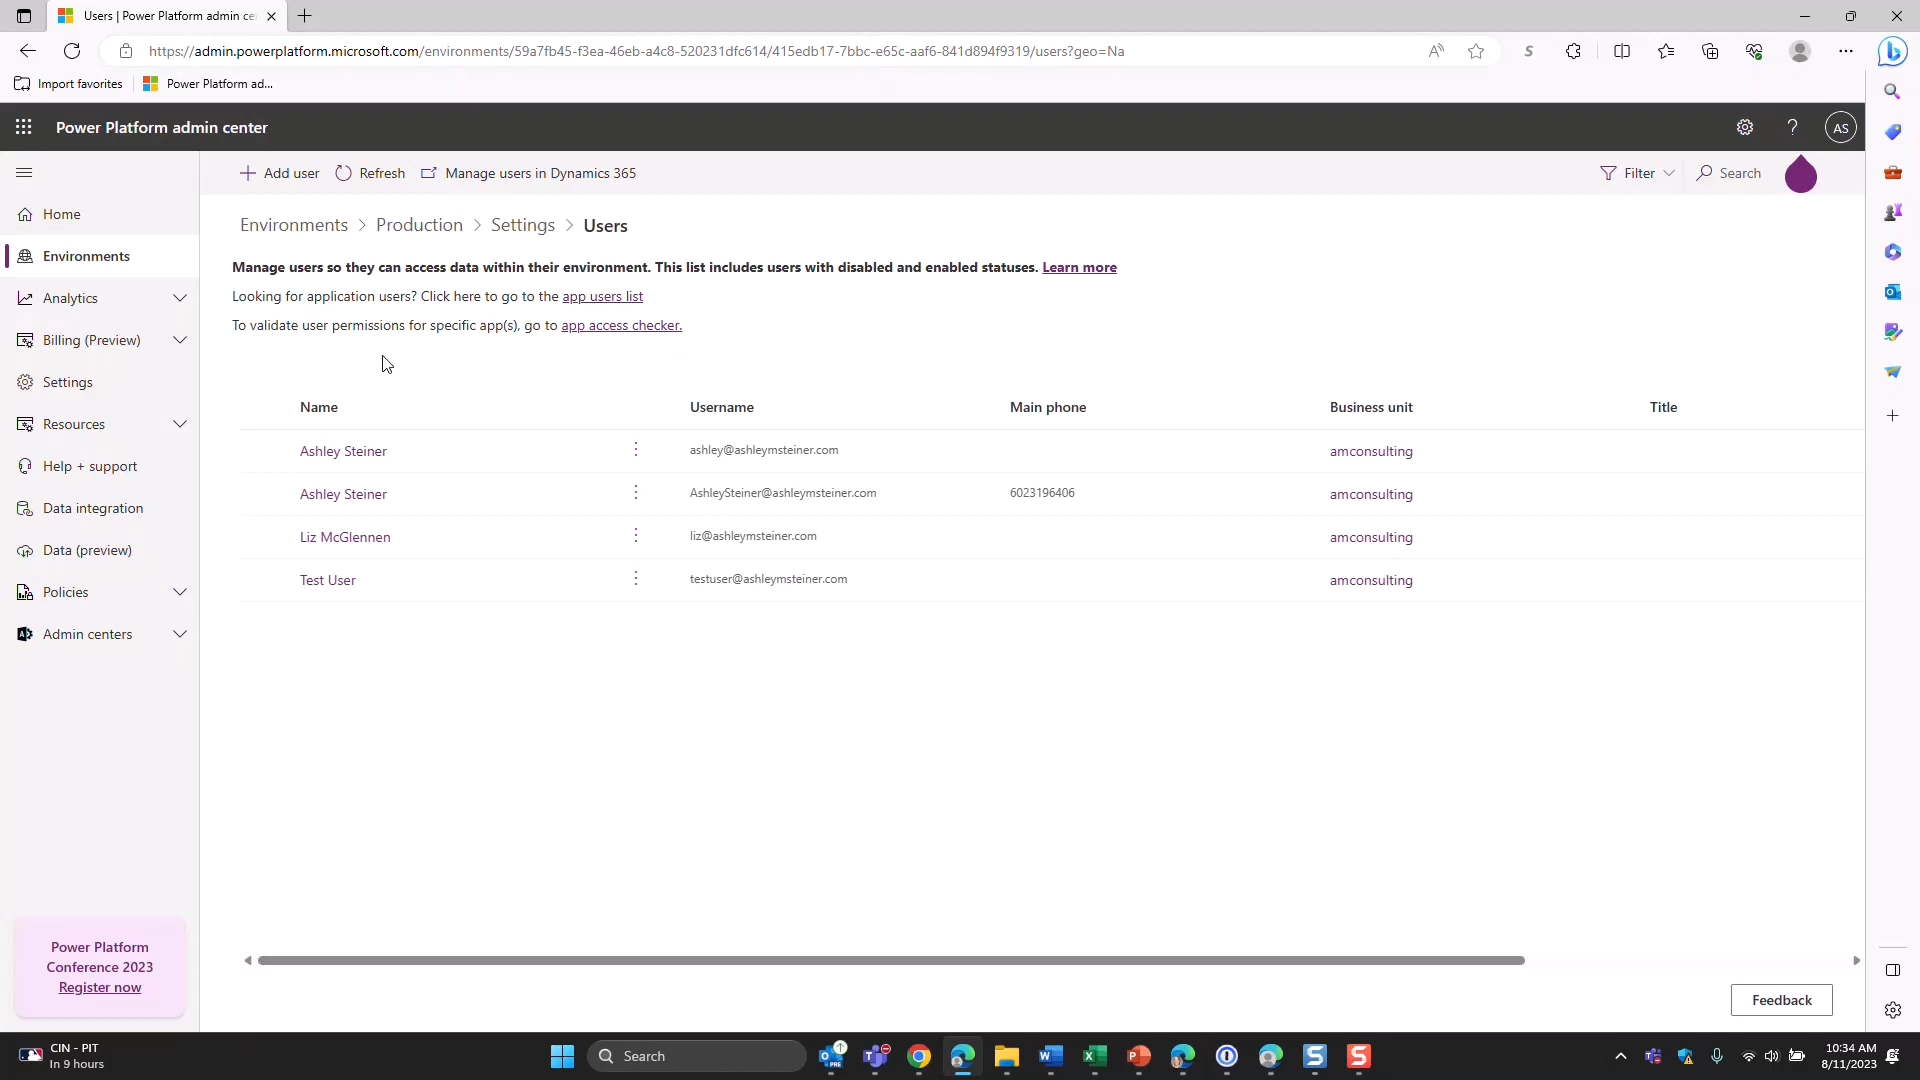 Users | Power Platform admin ce
https://admin.powerplatform.microsoft.com/environments/59a7fb45-f3ea-46eb-a4c8-520231dfc614/415edb17-7bbc-e65c-aaf6-841d894f9319/users?geo=Na
Import favorites
Power Platform ad...
Power Platform admin center
AS
Add user
Refresh
Manage users in Dynamics 365
Filter
Search
Home
Environments
Analytics
Billing (Preview)
Settings
Resources
Help + support
Data integration
Data (preview)
Policies
Admin centers
Environments > Production > Settings > Users
Manage users so they can access data within their environment. This list includes users with disabled and enabled statuses. Learn more
Looking for application users? Click here to go to the app users list
To validate user permissions for specific app(s), go to app access checker.
Name Username Main phone Business unit Title
Ashley Steiner ashley@ashleymsteiner.com amconsulting
Ashley Steiner AshleySteiner@ashleymsteiner.com 6023196406 amconsulting
Liz McGlennen liz@ashleymsteiner.com amconsulting
Test User testuser@ashleymsteiner.com amconsulting
Power Platform
Conference 2023
Register now
Feedback
CIN - PIT
In 9 hours
Search
10:34 AM
8/11/2023